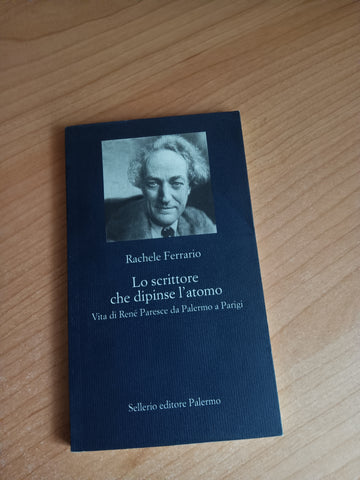 Rachele Ferrario
Lo scrittore
che dipinse l'atomo
Vita di René Paresce da Palermo a Parigi
Sellerio editore Palermo